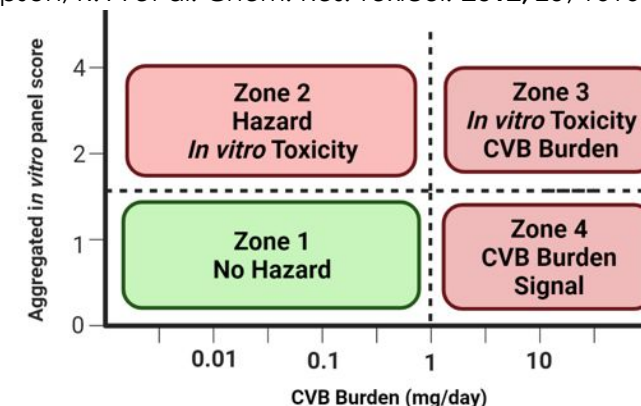 2012, 25,
Aggregated in vitro panel score
4
2
1
0
Zone 2
Hazard
In vitro Toxicity
Zone 3
In vitro Toxicity
CVB Burden
Zone 1
No Hazard
Zone 4
CVB Burden
Signal
0.01 0.1 1 10
CVB Burden (mg/day)